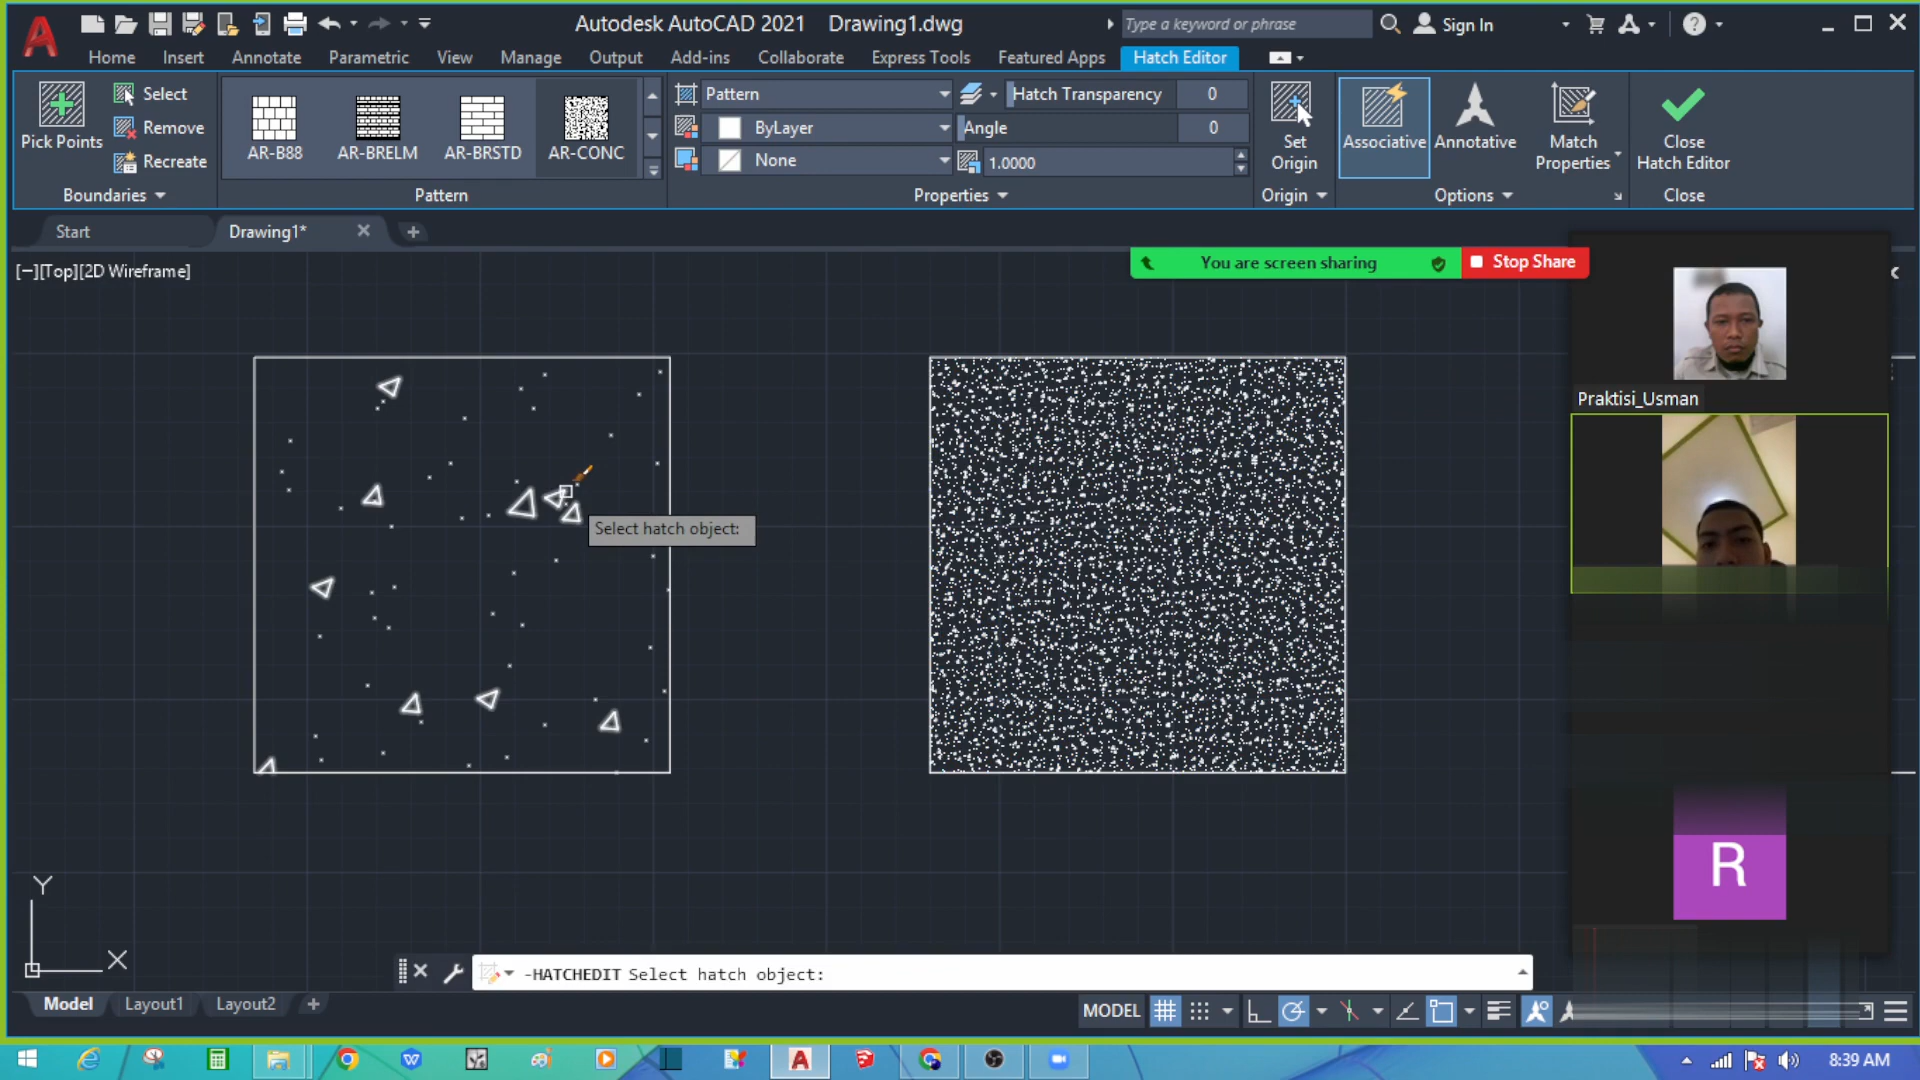 Autodesk AutoCAD 2021 Drawing1.dwg
Type a keyword or phrase
Sign In
Home Insert Annotate Parametric View Manage Output Add-ins Collaborate Express Tools Featured Apps Hatch Editor
Pick Points
Select
Remove
Recreate
Boundaries
AR-B88
AR-BRELM
AR-BRSTD
AR-CONC
Pattern
Pattern
ByLayer
None
Hatch Transparency 0
Angle 0
1.0000
Properties
Set
Origin
Origin
Associative
Annotative
Match
Properties
Options
Close
Hatch Editor
Close
Start
Drawing1*
[−][Top][2D Wireframe]
You are screen sharing
Stop Share
Praktisi_Usman
Select hatch object:
R
Y
X
-HATCHEDIT Select hatch object:
Model Layout1 Layout2
MODEL
8:39 AM